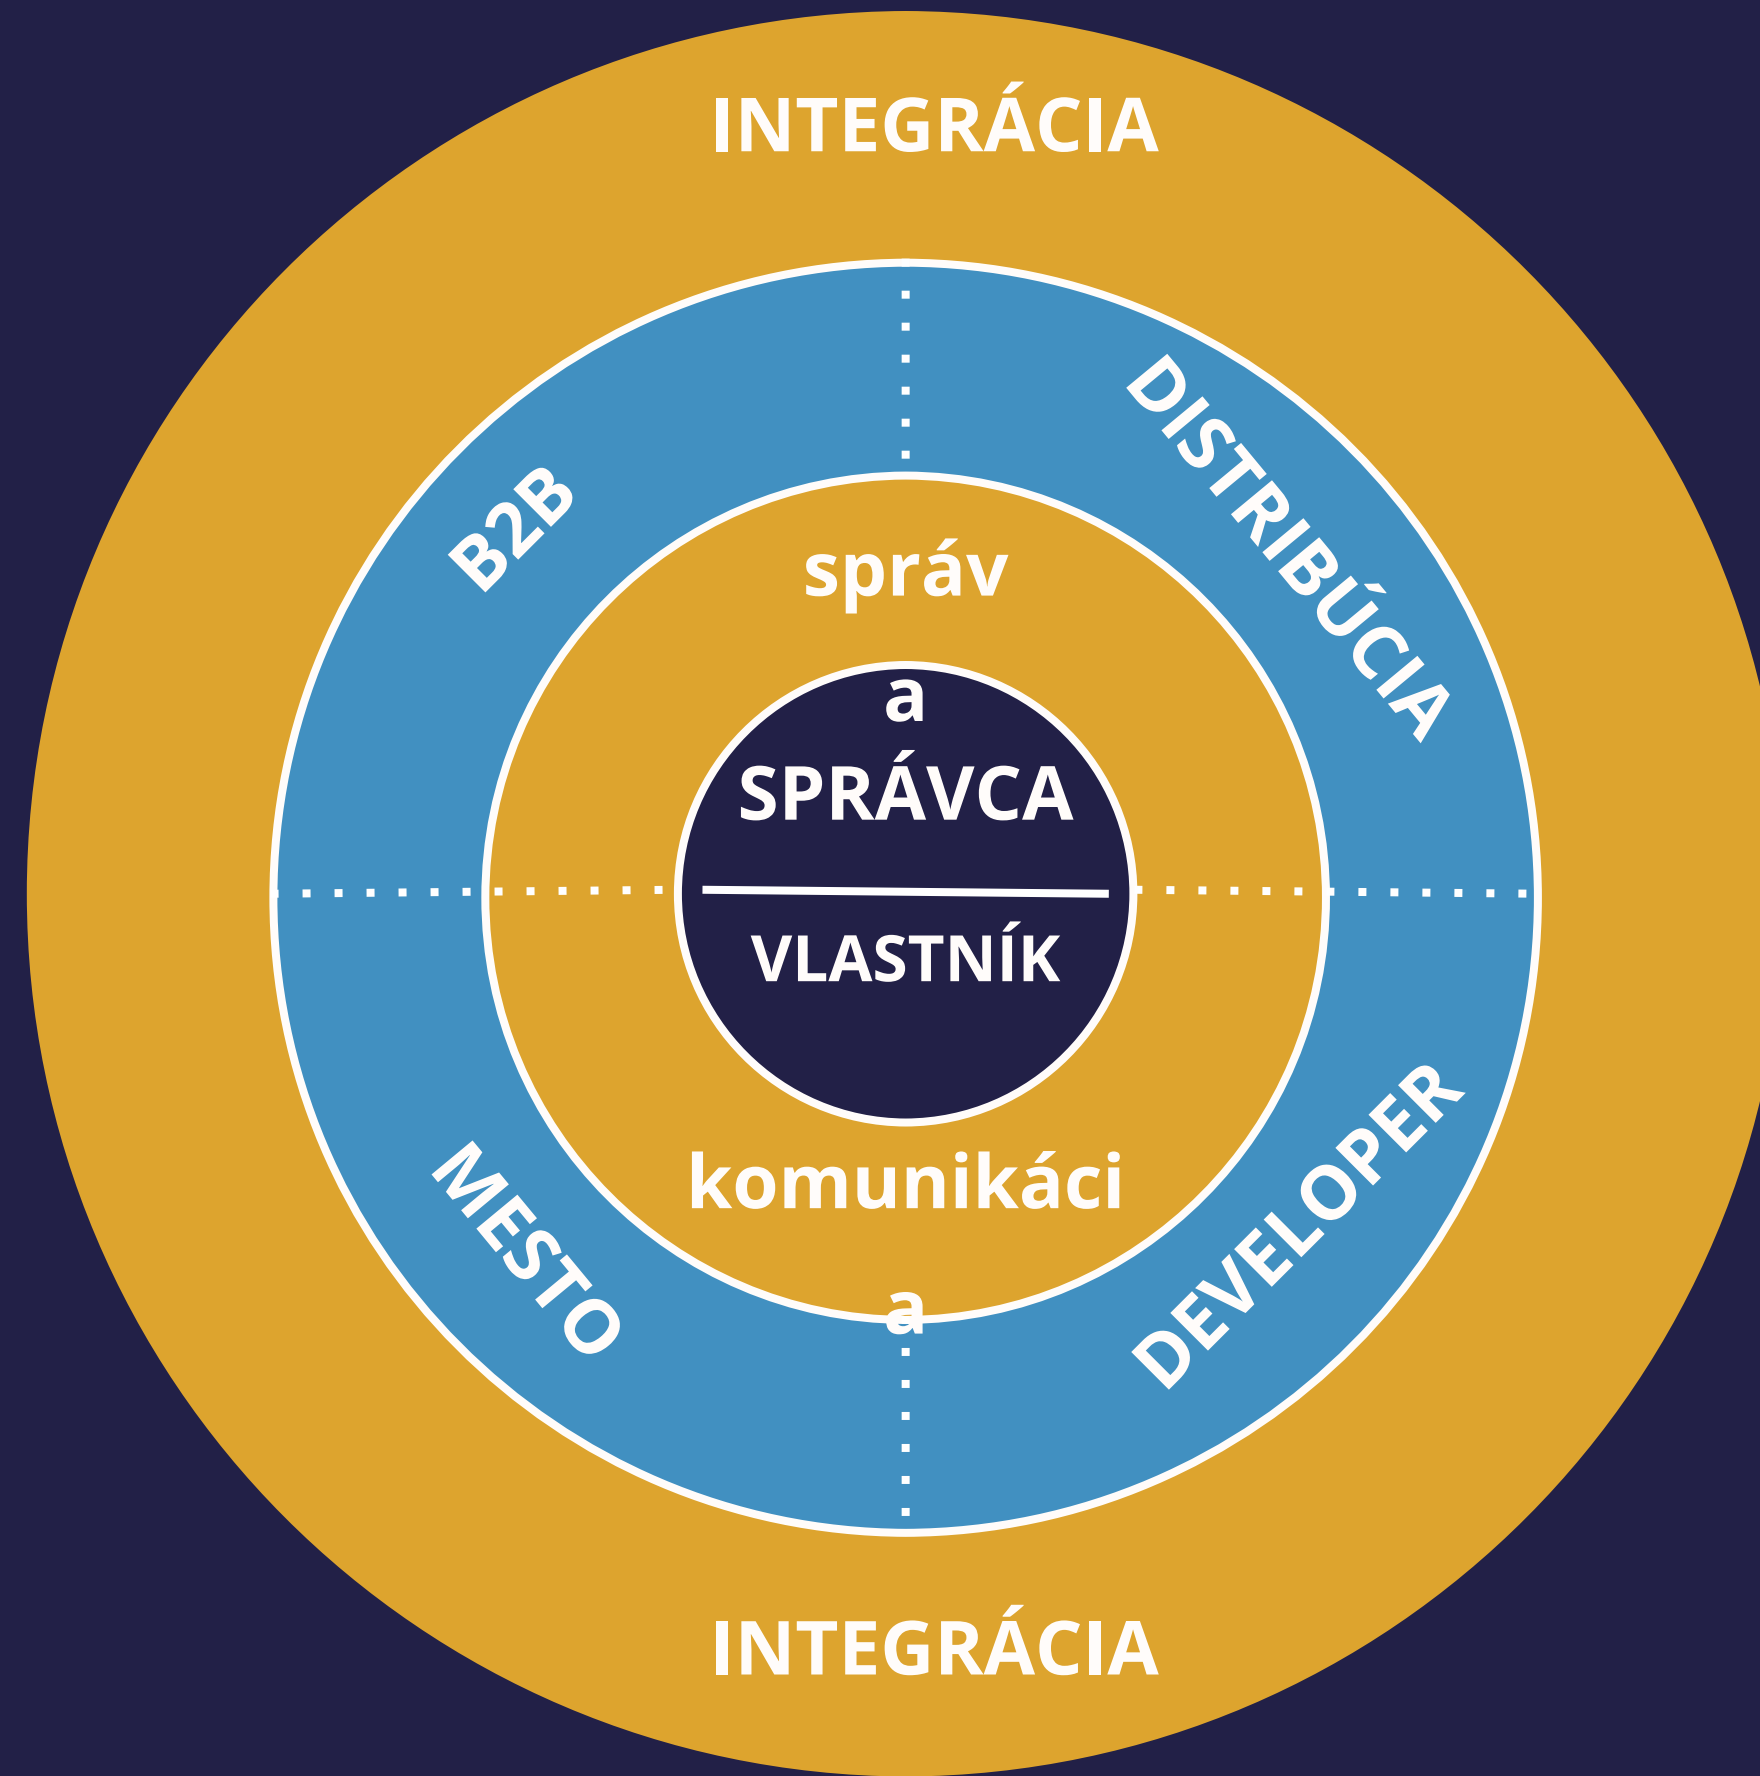 INTEGRÁCIA
B2B
DISTRIBÚCIA
správ
a
SPRÁVCA
VLASTNÍK
MESTO
DEVELOPER
komunikáci
a
INTEGRÁCIA